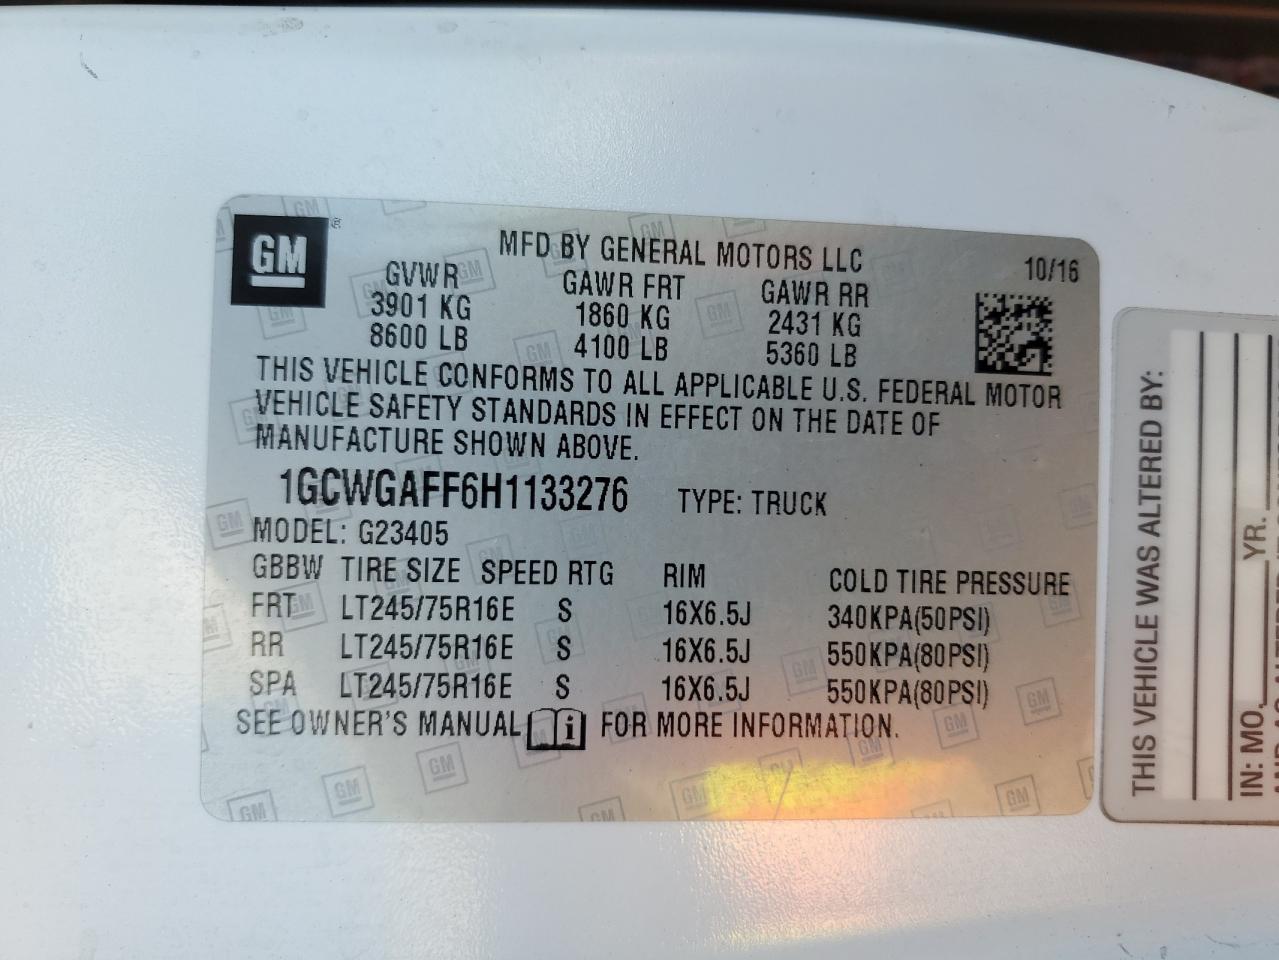 GM
®
MFD BY GENERAL MOTORS LLC
10/16
GVWR GAWR FRT GAWR RR
3901 KG 1860 KG 2431 KG
8600 LB 4100 LB 5360 LB
THIS VEHICLE CONFORMS TO ALL APPLICABLE U.S. FEDERAL MOTOR
VEHICLE SAFETY STANDARDS IN EFFECT ON THE DATE OF
MANUFACTURE SHOWN ABOVE.
1GCWGAFF6H1133276 TYPE: TRUCK
MODEL: G23405
GBBW TIRE SIZE SPEED RTG RIM COLD TIRE PRESSURE
FRT LT245/75R16E S 16X6.5J 340KPA(50PSI)
RR LT245/75R16E S 16X6.5J 550KPA(80PSI)
SPA LT245/75R16E S 16X6.5J 550KPA(80PSI)
SEE OWNER'S MANUAL i FOR MORE INFORMATION.
THIS VEHICLE WAS ALTERED BY:
IN: MO. YR.